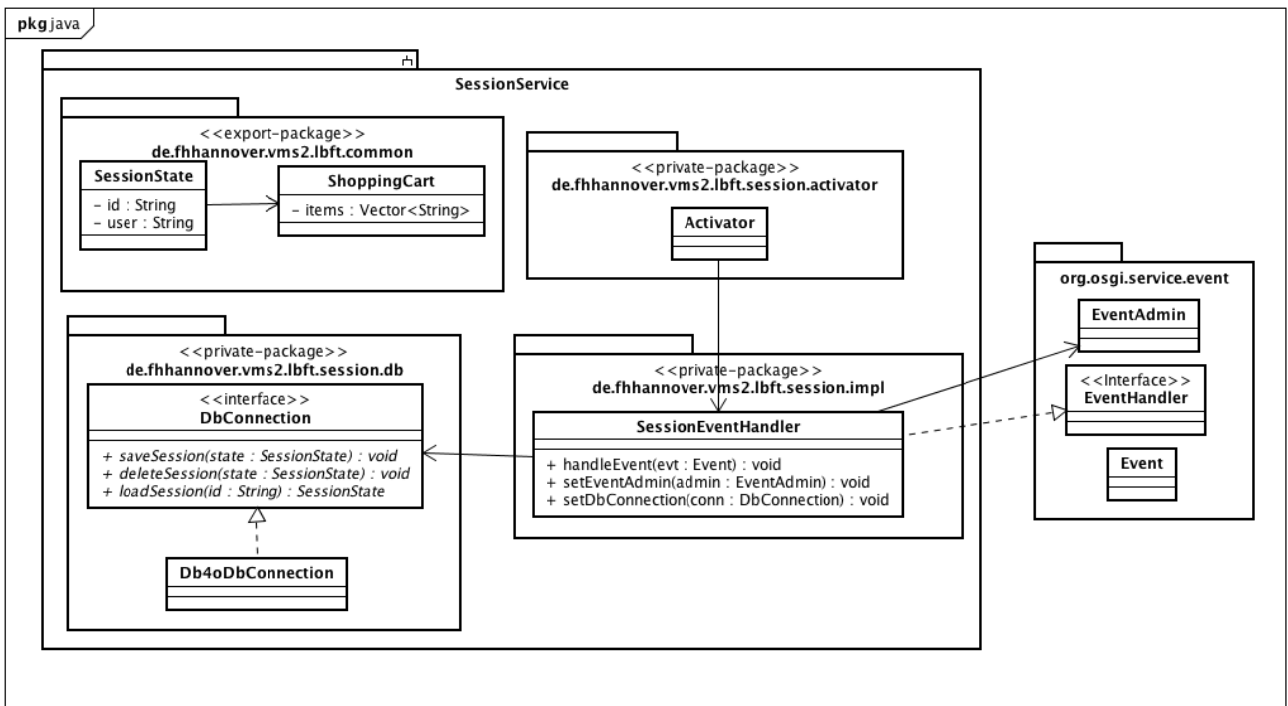 pkg java
SessionService
<<export-package>>
de.fhhannover.vms2.lbft.common
SessionState
- id : String
- user : String
ShoppingCart
- items : Vector<String>
<<private-package>>
de.fhhannover.vms2.lbft.session.activator
Activator
<<private-package>>
de.fhhannover.vms2.lbft.session.db
<<interface>>
DbConnection
+ saveSession(state : SessionState) : void
+ deleteSession(state : SessionState) : void
+ loadSession(id : String) : SessionState
Db4oDbConnection
<<private-package>>
de.fhhannover.vms2.lbft.session.impl
SessionEventHandler
+ handleEvent(evt : Event) : void
+ setEventAdmin(admin : EventAdmin) : void
+ setDbConnection(conn : DbConnection) : void
org.osgi.service.event
EventAdmin
<<Interface>>
EventHandler
Event